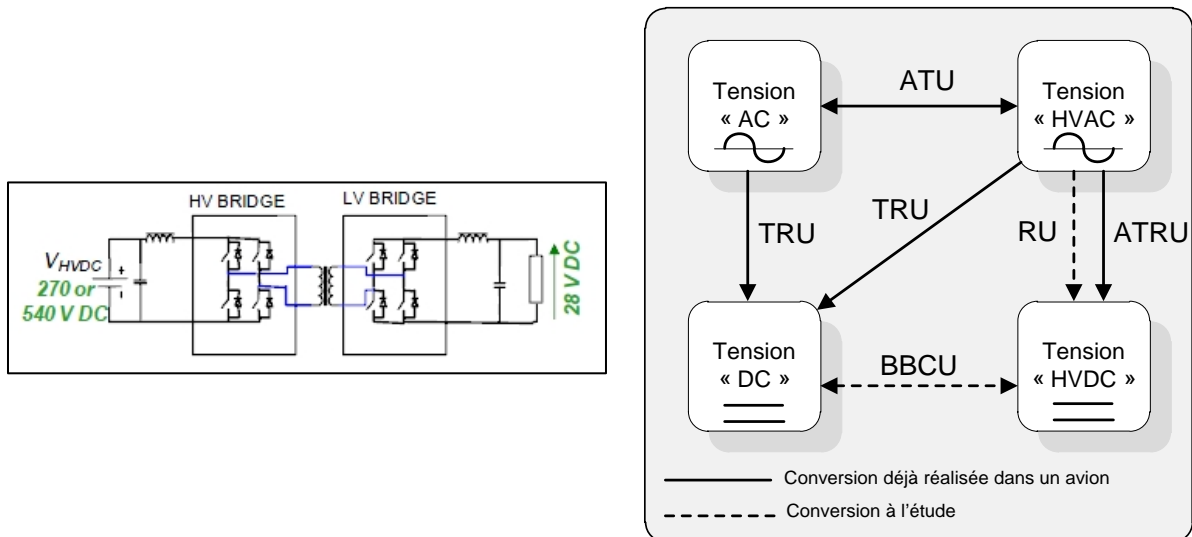 HV BRIDGE
LV BRIDGE
VHVDC
+
-
270 or
540 V DC
28 V DC
Tension
« AC »
ATU
Tension
« HVAC »
TRU
TRU
RU
ATRU
Tension
« DC »
BBCU
Tension
« HVDC »
Conversion déjà réalisée dans un avion
Conversion à l'étude